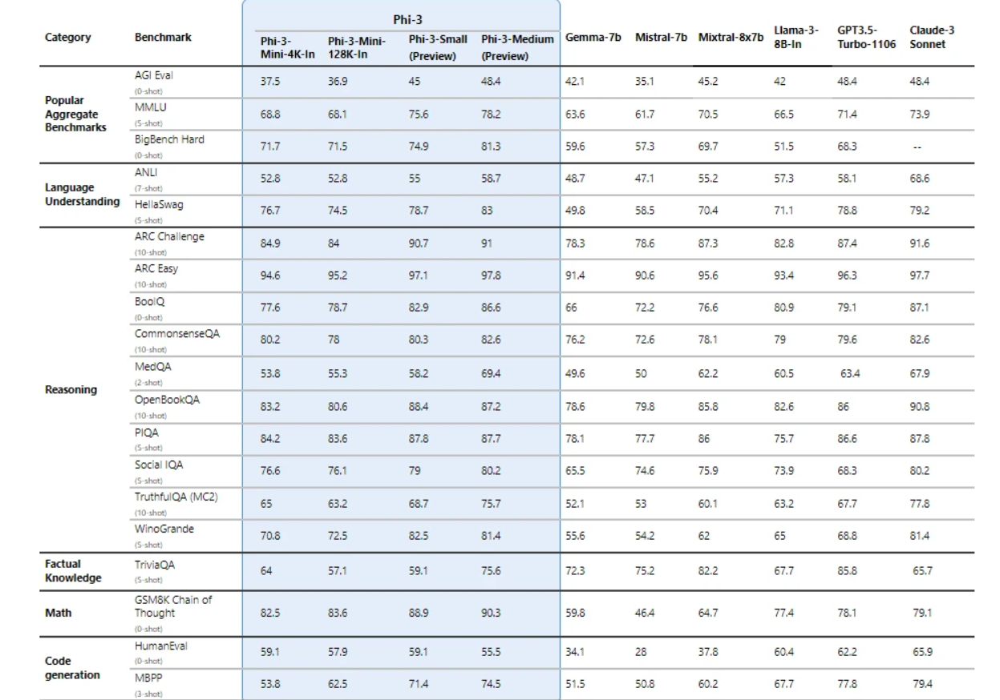 Phi-3
Category Benchmark Phi-3-Mini-4K-In Phi-3-Mini-128K-In Phi-3-Small (Preview) Phi-3-Medium (Preview) Gemma-7b Mistral-7b Mixtral-8x7b Llama-3-8B-In GPT3.5-Turbo-1106 Claude-3 Sonnet
Popular Aggregate Benchmarks
AGI Eval (0-shot) 37.5 36.9 45 48.4 42.1 35.1 45.2 42 48.4 48.4
MMLU (5-shot) 68.8 68.1 75.6 78.2 63.6 61.7 70.5 66.5 71.4 73.9
BigBench Hard (0-shot) 71.7 71.5 74.9 81.3 59.6 57.3 69.7 51.5 68.3 --
Language Understanding
ANLI (7-shot) 52.8 52.8 55 58.7 48.7 47.1 55.2 57.3 58.1 68.6
HellaSwag (5-shot) 76.7 74.5 78.7 83 49.8 58.5 70.4 71.1 78.8 79.2
Reasoning
ARC Challenge (10-shot) 84.9 84 90.7 91 78.3 78.6 87.3 82.8 87.4 91.6
ARC Easy (10-shot) 94.6 95.2 97.1 97.8 91.4 90.6 95.6 93.4 96.3 97.7
BoolQ (0-shot) 77.6 78.7 82.9 86.6 66 72.2 76.6 80.9 79.1 87.1
CommonsenseQA (10-shot) 80.2 78 80.3 82.6 76.2 72.6 78.1 79 79.6 82.6
MedQA (2-shot) 53.8 55.3 58.2 69.4 49.6 50 62.2 60.5 63.4 67.9
OpenBookQA (10-shot) 83.2 80.6 88.4 87.2 78.6 79.8 85.8 82.6 86 90.8
PIQA (5-shot) 84.2 83.6 87.8 87.7 78.1 77.7 86 75.7 86.6 87.8
Social IQA (5-shot) 76.6 76.1 79 80.2 65.5 74.6 75.9 73.9 68.3 80.2
TruthfulQA (MC2) (10-shot) 65 63.2 68.7 75.7 52.1 53 60.1 63.2 67.7 77.8
WinoGrande (5-shot) 70.8 72.5 82.5 81.4 55.6 54.2 62 65 68.8 81.4
Factual Knowledge
TriviaQA (5-shot) 64 57.1 59.1 75.6 72.3 75.2 82.2 67.7 85.8 65.7
Math
GSM8K Chain of Thought (0-shot) 82.5 83.6 88.9 90.3 59.8 46.4 64.7 77.4 78.1 79.1
Code generation
HumanEval (0-shot) 59.1 57.9 59.1 55.5 34.1 28 37.8 60.4 62.2 65.9
MBPP (3-shot) 53.8 62.5 71.4 74.5 51.5 50.8 60.2 67.7 77.8 79.4